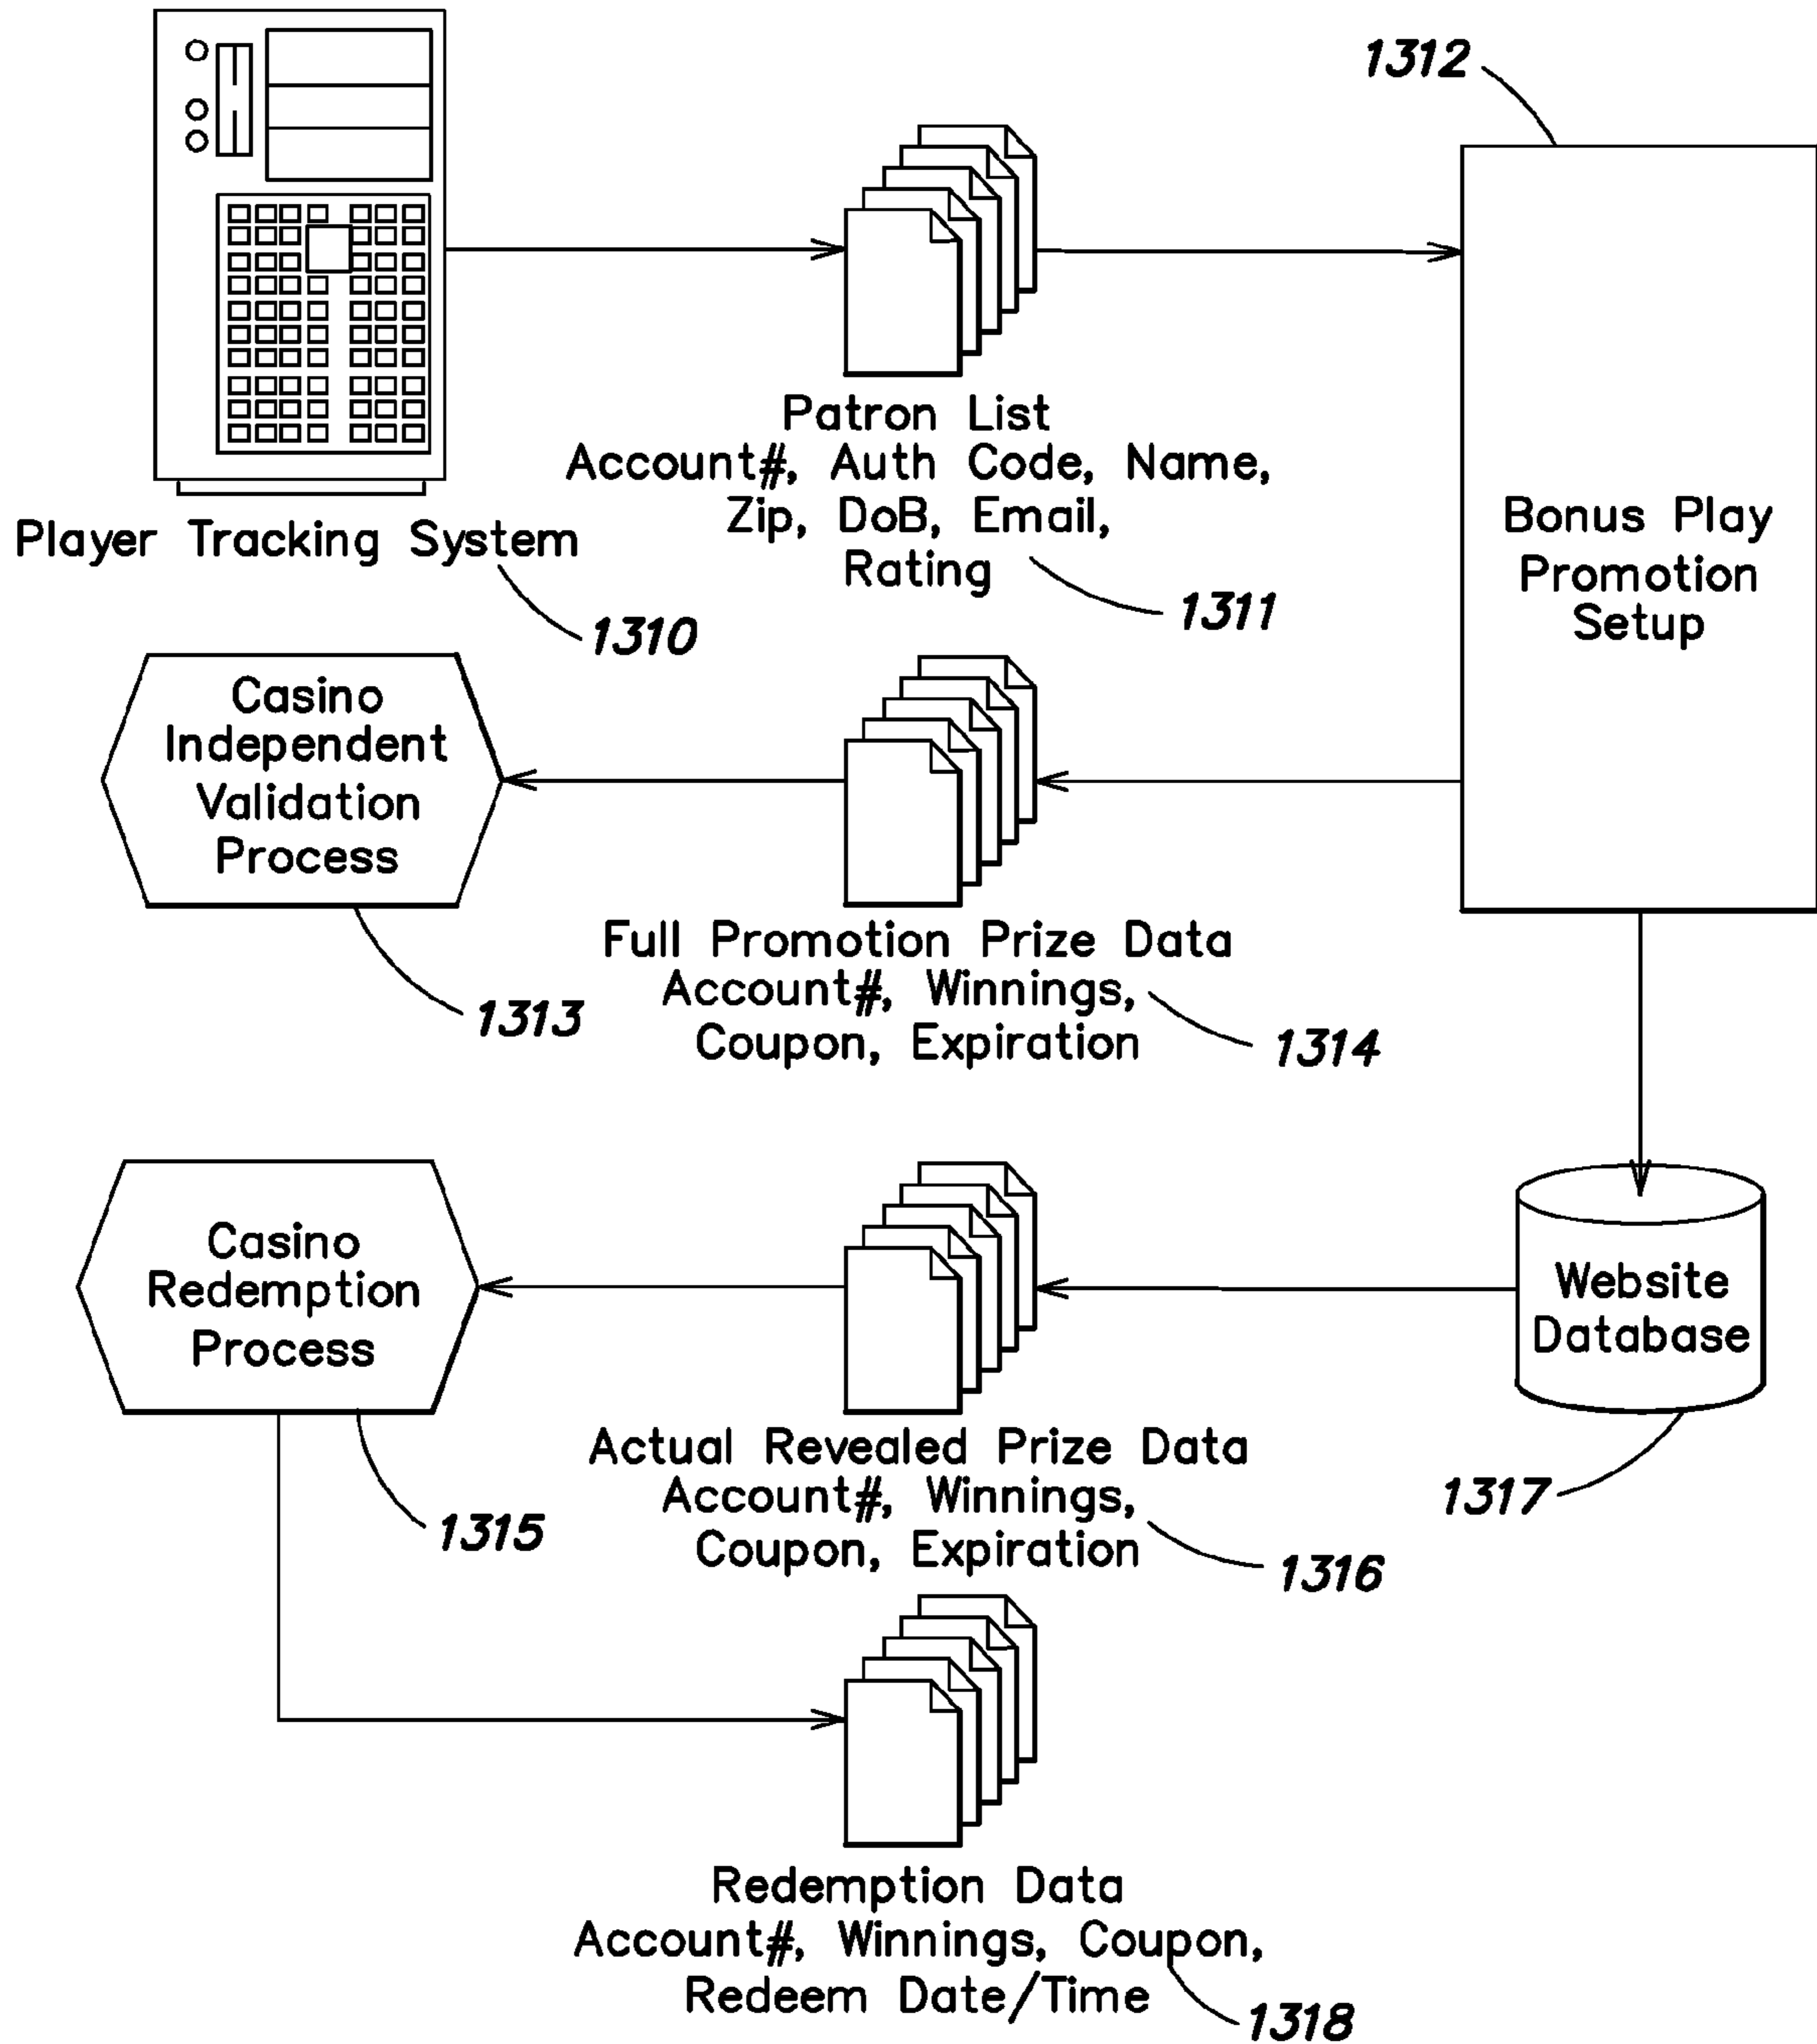 1312
Patron List
Account#, Auth Code, Name,
Zip, DoB, Email,
Rating
1311
Player Tracking System
1310
Bonus Play
Promotion
Setup
Casino
Independent
Validation
Process
1313
Full Promotion Prize Data
Account#, Winnings,
Coupon, Expiration
1314
Casino
Redemption
Process
1315
Actual Revealed Prize Data
Account#, Winnings,
Coupon, Expiration
1316
Website
Database
1317
Redemption Data
Account#, Winnings, Coupon,
Redeem Date/Time
1318